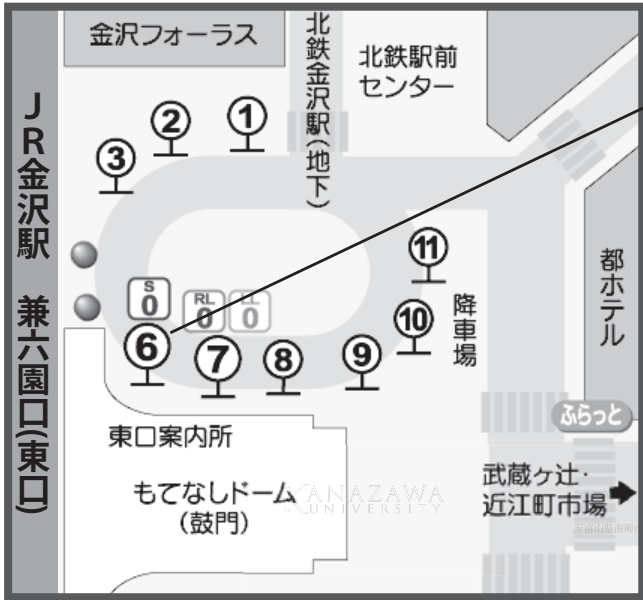 金沢フォーラス
北鉄金沢駅(地下)
北鉄駅前
センター
JR金沢駅 兼六園口(東口)
1
2
3
S
0
RL
0
LL
0
6
7
8
9
10
11
降車場
都ホテル
ふらっと
東口案内所
もてなしドーム
(鼓門)
武蔵ヶ辻・
近江町市場
KANAZAWA
UNIVERSITY